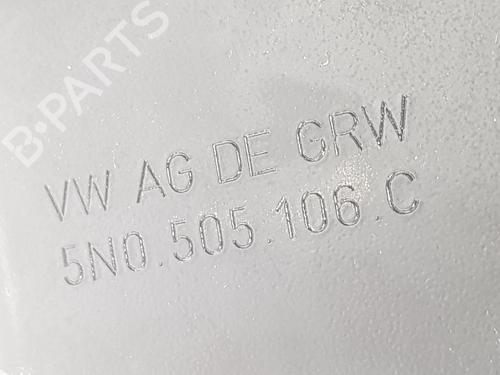 B-PARTS
VW AG DE GRW
5N0.505.106.C